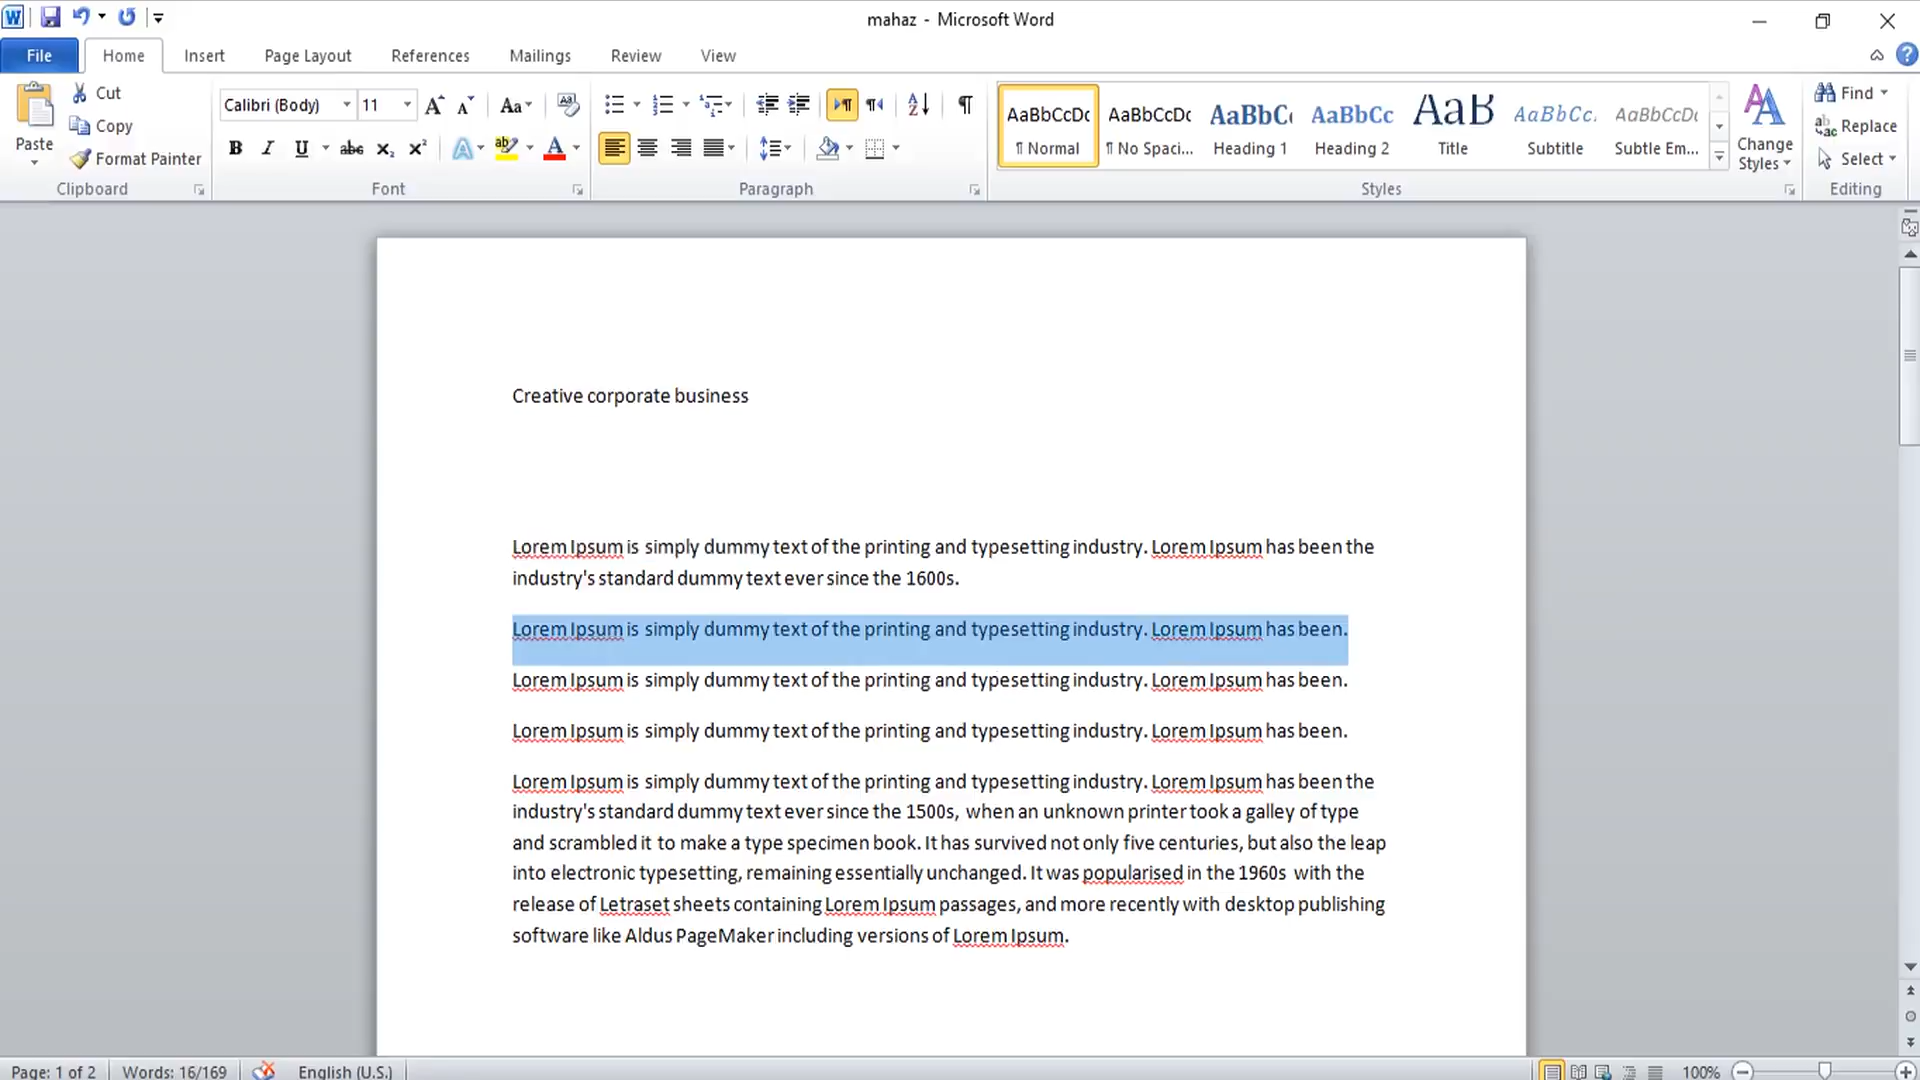 mahaz - Microsoft Word
File Home Insert Page Layout References Mailings Review View
Paste
Cut
Copy
Format Painter
Clipboard
Calibri (Body) 11
Font
Paragraph
AaBbCcDc AaBbCcDc AaBbC AaBbCc AaB AaBbCc. AaBbCcDc
¶ Normal ¶ No Spaci... Heading 1 Heading 2 Title Subtitle Subtle Em...
Change
Styles
Styles
Find
Replace
Select
Editing
Creative corporate business
Lorem Ipsum is simply dummy text of the printing and typesetting industry. Lorem Ipsum has been the
industry's standard dummy text ever since the 1600s.
Lorem Ipsum is simply dummy text of the printing and typesetting industry. Lorem Ipsum has been.
Lorem Ipsum is simply dummy text of the printing and typesetting industry. Lorem Ipsum has been.
Lorem Ipsum is simply dummy text of the printing and typesetting industry. Lorem Ipsum has been.
Lorem Ipsum is simply dummy text of the printing and typesetting industry. Lorem Ipsum has been the
industry's standard dummy text ever since the 1500s, when an unknown printer took a galley of type
and scrambled it to make a type specimen book. It has survived not only five centuries, but also the leap
into electronic typesetting, remaining essentially unchanged. It was popularised in the 1960s with the
release of Letraset sheets containing Lorem Ipsum passages, and more recently with desktop publishing
software like Aldus PageMaker including versions of Lorem Ipsum.
Page: 1 of 2 Words: 16/169 English (U.S.) 100%